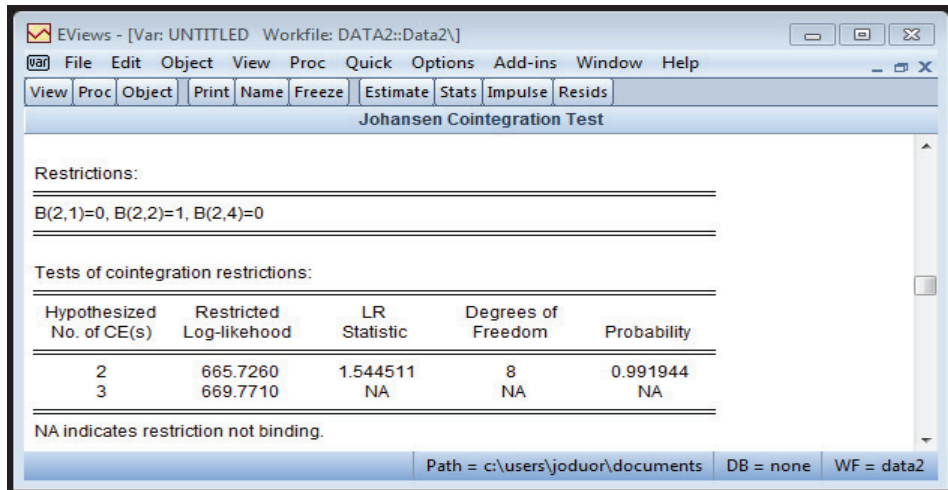 EViews - [Var: UNTITLED Workfile: DATA2::Data2\]
var File Edit Object View Proc Quick Options Add-ins Window Help
View Proc Object Print Name Freeze Estimate Stats Impulse Resids
Johansen Cointegration Test
Restrictions:
B(2,1)=0, B(2,2)=1, B(2,4)=0
Tests of cointegration restrictions:
Hypothesized Restricted LR Degrees of
No. of CE(s) Log-likehood Statistic Freedom Probability
2 665.7260 1.544511 8 0.991944
3 669.7710 NA NA NA
NA indicates restriction not binding.
Path = c:\users\joduor\documents DB = none WF = data2